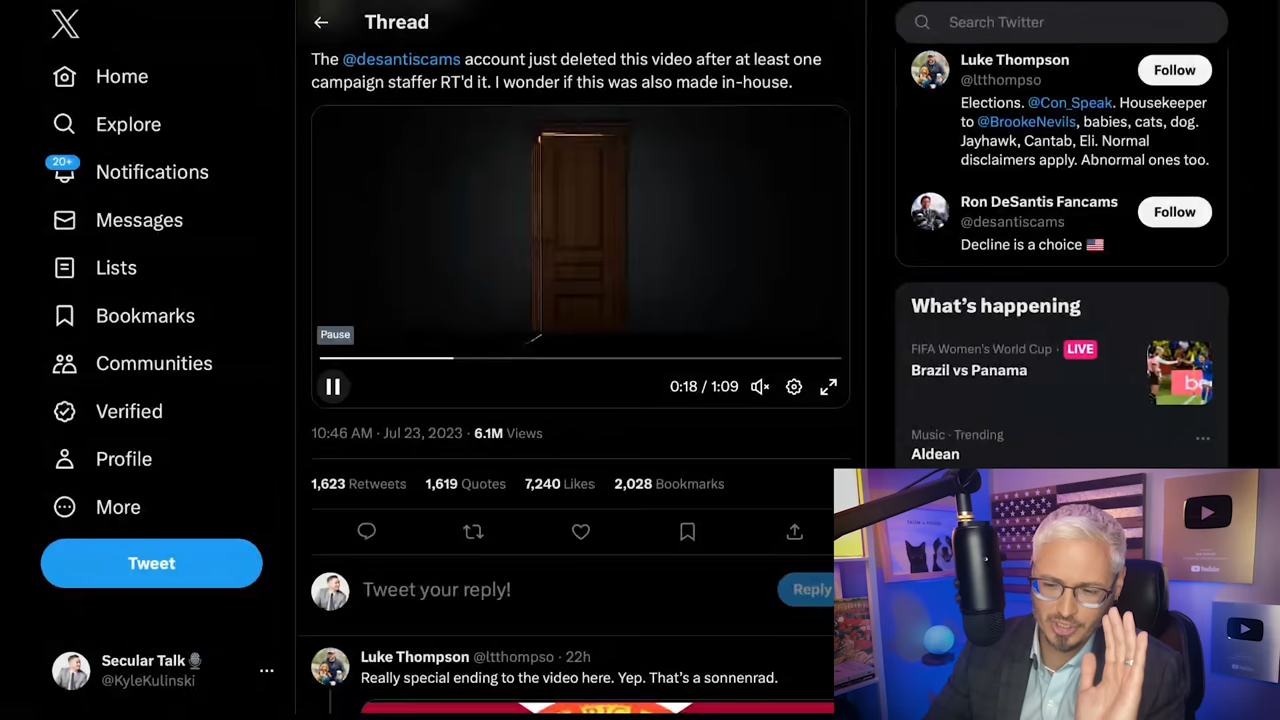 Home
Explore
20+
Notifications
Messages
Lists
Bookmarks
Communities
Verified
Profile
More
Tweet
Secular Talk
@KyleKulinski
Thread
The @desantiscams account just deleted this video after at least one
campaign staffer RT'd it. I wonder if this was also made in-house.
Pause
0:18 / 1:09
10:46 AM · Jul 23, 2023 · 6.1M Views
1,623 Retweets 1,619 Quotes 7,240 Likes 2,028 Bookmarks
Tweet your reply!
Reply
Luke Thompson @ltthompso · 22h
Really special ending to the video here. Yep. That's a sonnenrad.
Search Twitter
Luke Thompson
@ltthompso
Follow
Elections. @Con_Speak. Housekeeper
to @BrookeNevils, babies, cats, dog.
Jayhawk, Cantab, Eli. Normal
disclaimers apply. Abnormal ones too.
Ron DeSantis Fancams
@desantiscams
Follow
Decline is a choice
What's happening
FIFA Women's World Cup · LIVE
Brazil vs Panama
Music · Trending
Aldean
YouTube